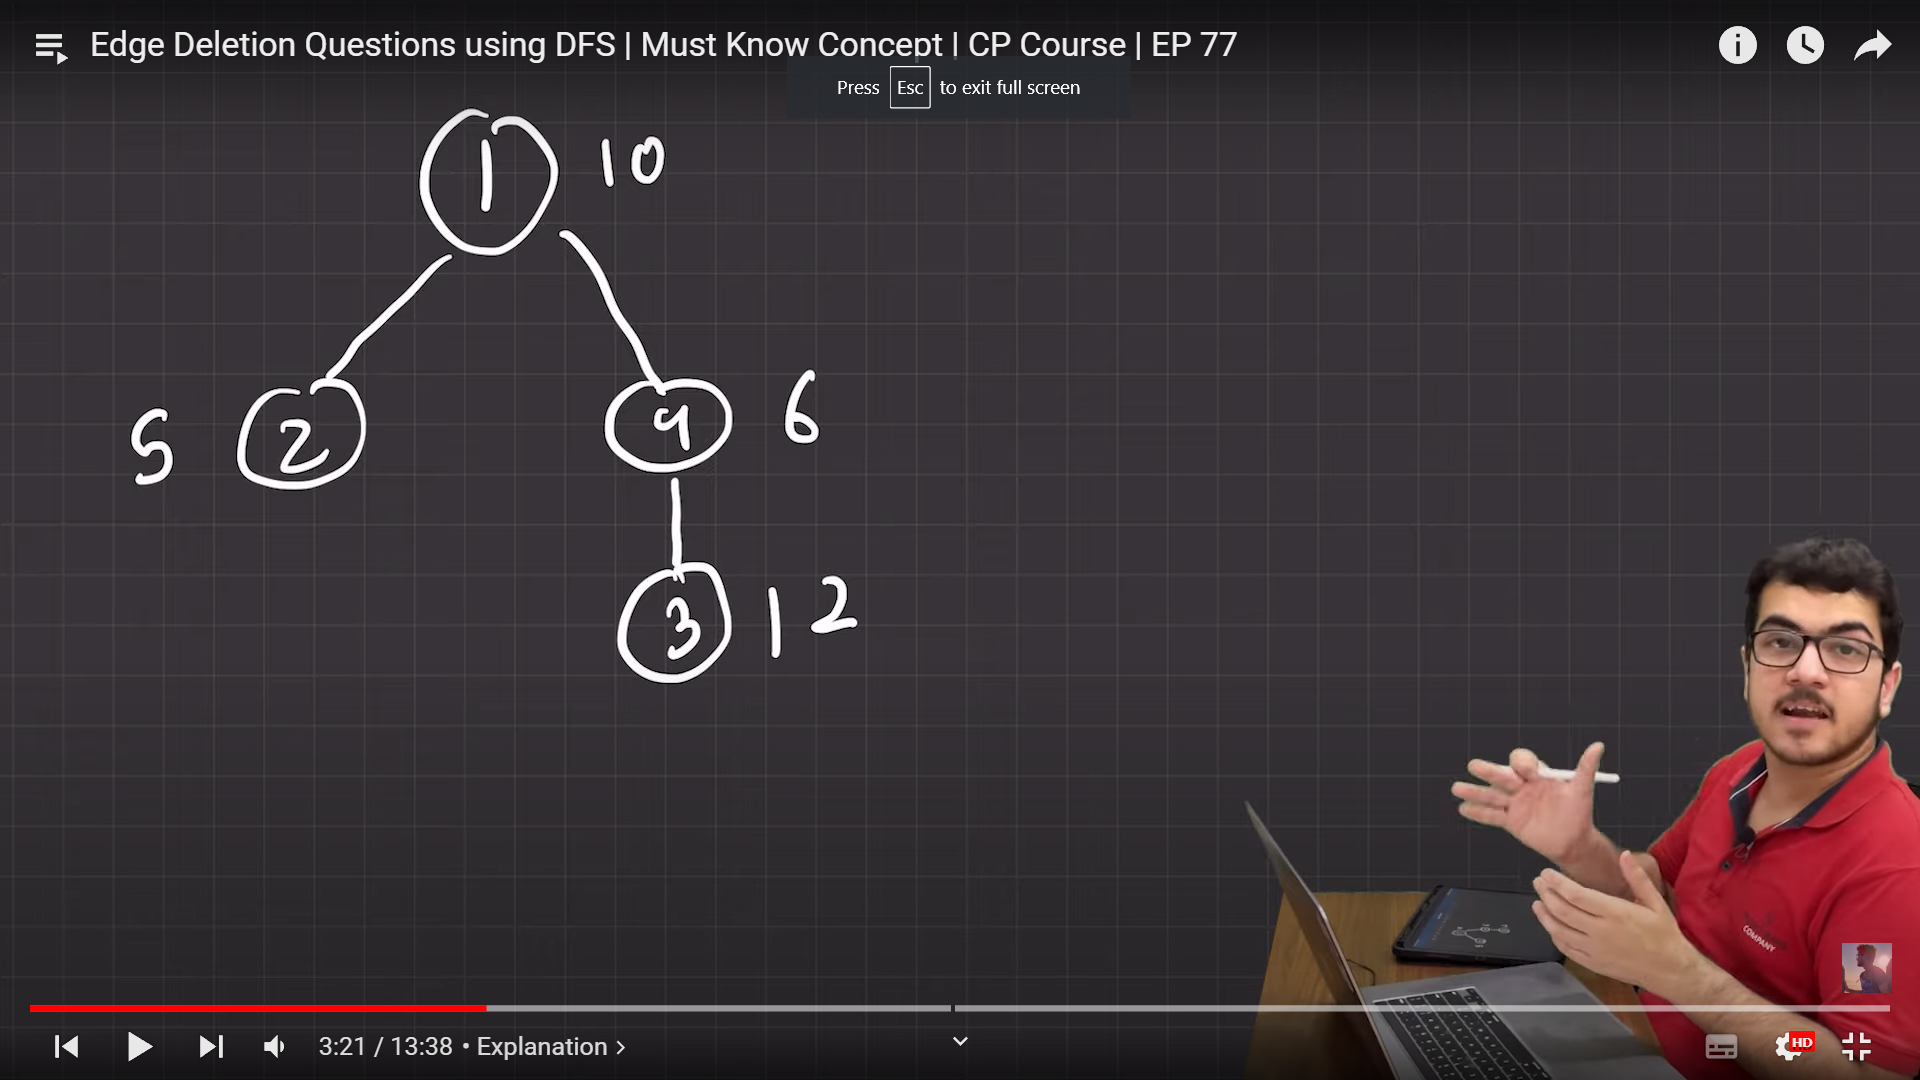 Edge Deletion Questions using DFS | Must Know Concept | CP Course | EP 77
Press Esc to exit full screen
1 10
5 2 4 6
3 12
COMPANY
3:21 / 13:38 • Explanation >
HD